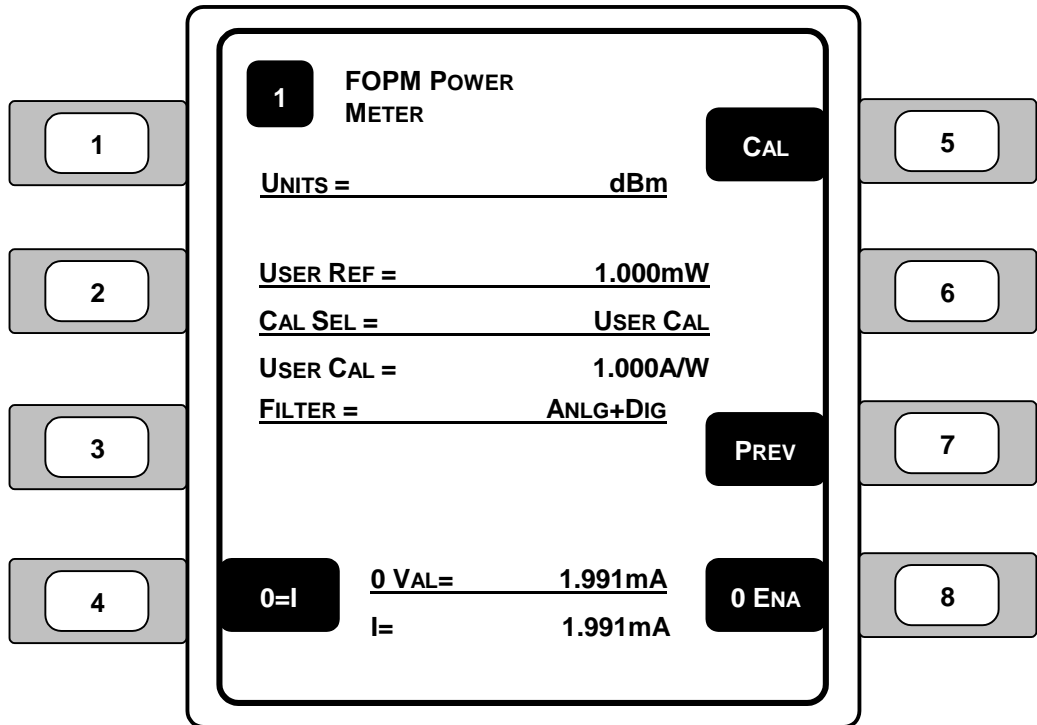 1 FOPM POWER
METER
1
CAL
5
UNITS = dBm
2
USER REF = 1.000mW
6
CAL SEL = USER CAL
USER CAL = 1.000A/W
FILTER = ANLG+DIG
3
PREV
7
4
0=I
0 VAL= 1.991mA
0 ENA
8
I= 1.991mA